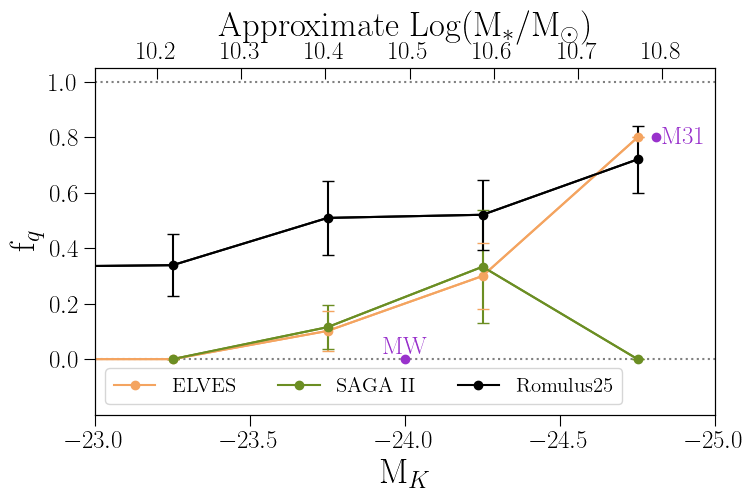 Approximate Log(M*/M☉)
10.2 10.3 10.4 10.5 10.6 10.7 10.8
1.0
0.8
0.6
0.4
0.2
0.0
f_q
M31
MW
ELVES SAGA II Romulus25
−23.0 −23.5 −24.0 −24.5 −25.0
M_K